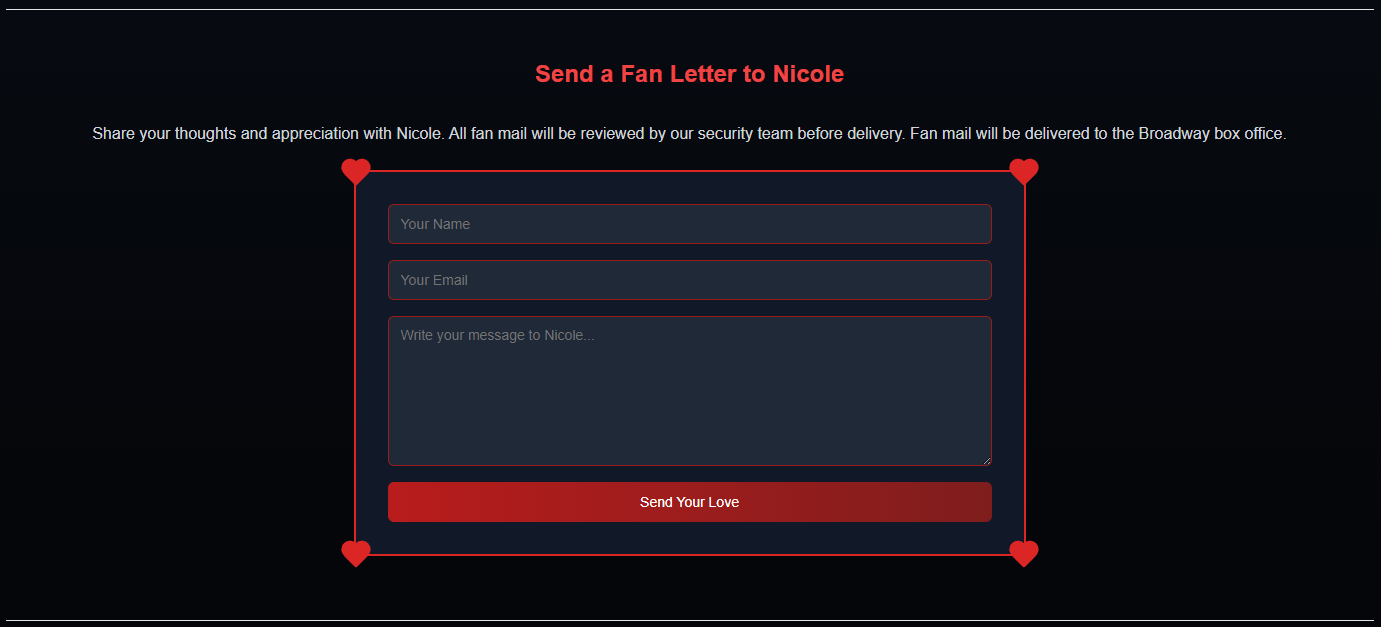 Send a Fan Letter to Nicole
Share your thoughts and appreciation with Nicole. All fan mail will be reviewed by our security team before delivery. Fan mail will be delivered to the Broadway box office.
Your Name
Your Email
Write your message to Nicole...
Send Your Love